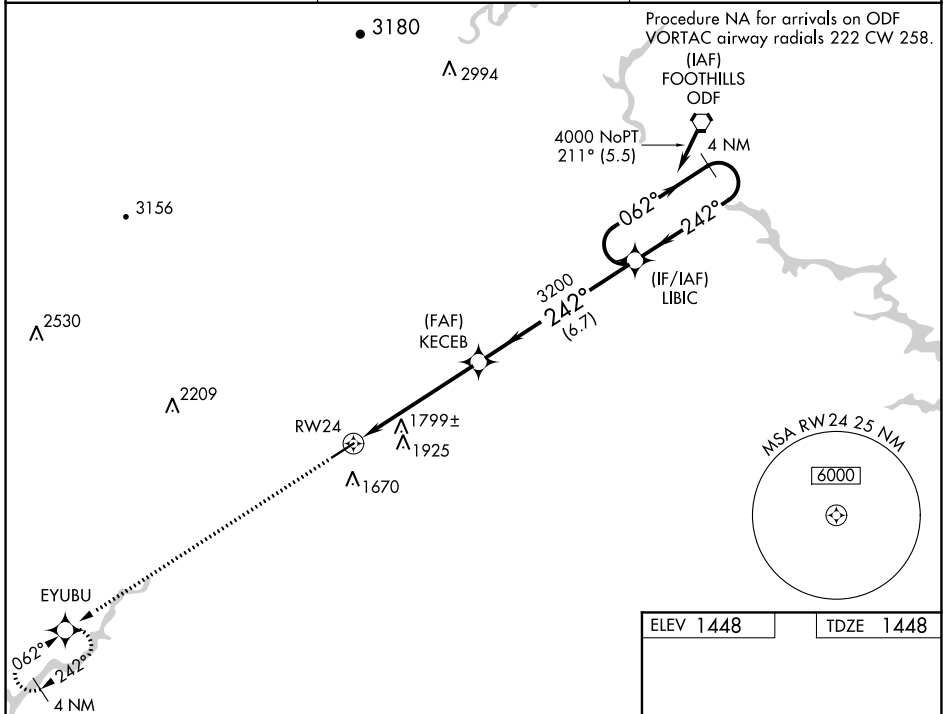 Procedure NA for arrivals on ODF
VORTAC airway radials 222 CW 258.
3180
2994
(IAF)
FOOTHILLS
ODF
4000 NoPT
211° (5.5)
4 NM
3156
062°
242°
(IF/IAF)
LIBIC
3200
242°
(6.7)
2530
(FAF)
KECEB
2209
RW24
1799±
1925
1670
MSA RW24 25 NM
6000
EYUBU
062°
242°
4 NM
ELEV 1448
TDZE 1448